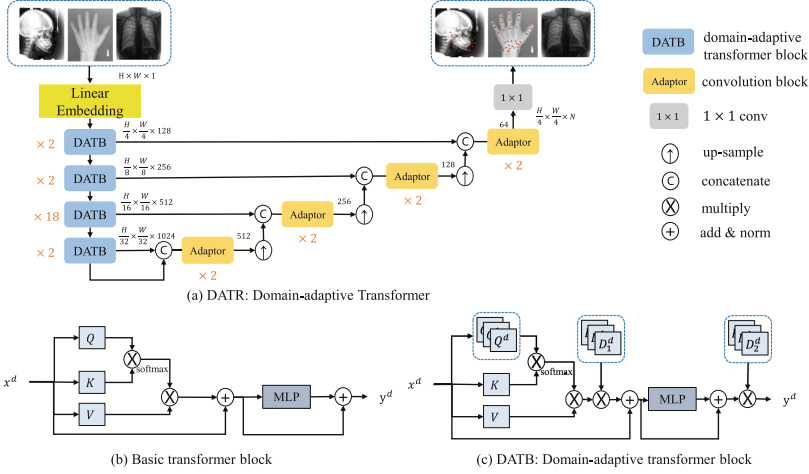 H × W × 1
Linear
Embedding
× 2
DATB
H/4 × W/4 × 128
× 2
DATB
H/8 × W/8 × 256
× 18
DATB
H/16 × W/16 × 512
× 2
DATB
H/32 × W/32 × 1024
C
Adaptor
× 2
512
↑
C
Adaptor
× 2
256
↑
C
Adaptor
× 2
128
↑
C
64
Adaptor
× 2
1 × 1
H/4 × W/4 × N
DATB
domain-adaptive
transformer block
Adaptor
convolution block
1 × 1
1 × 1 conv
↑
up-sample
C
concatenate
multiply
+
add & norm
(a) DATR: Domain-adaptive Transformer
x^d
Q
K
V
×
softmax
×
+
MLP
+
y^d
(b) Basic transformer block
x^d
Q^d
K
V
×
softmax
×
×
D_1^d
+
MLP
+
×
D_2^d
y^d
(c) DATB: Domain-adaptive transformer block